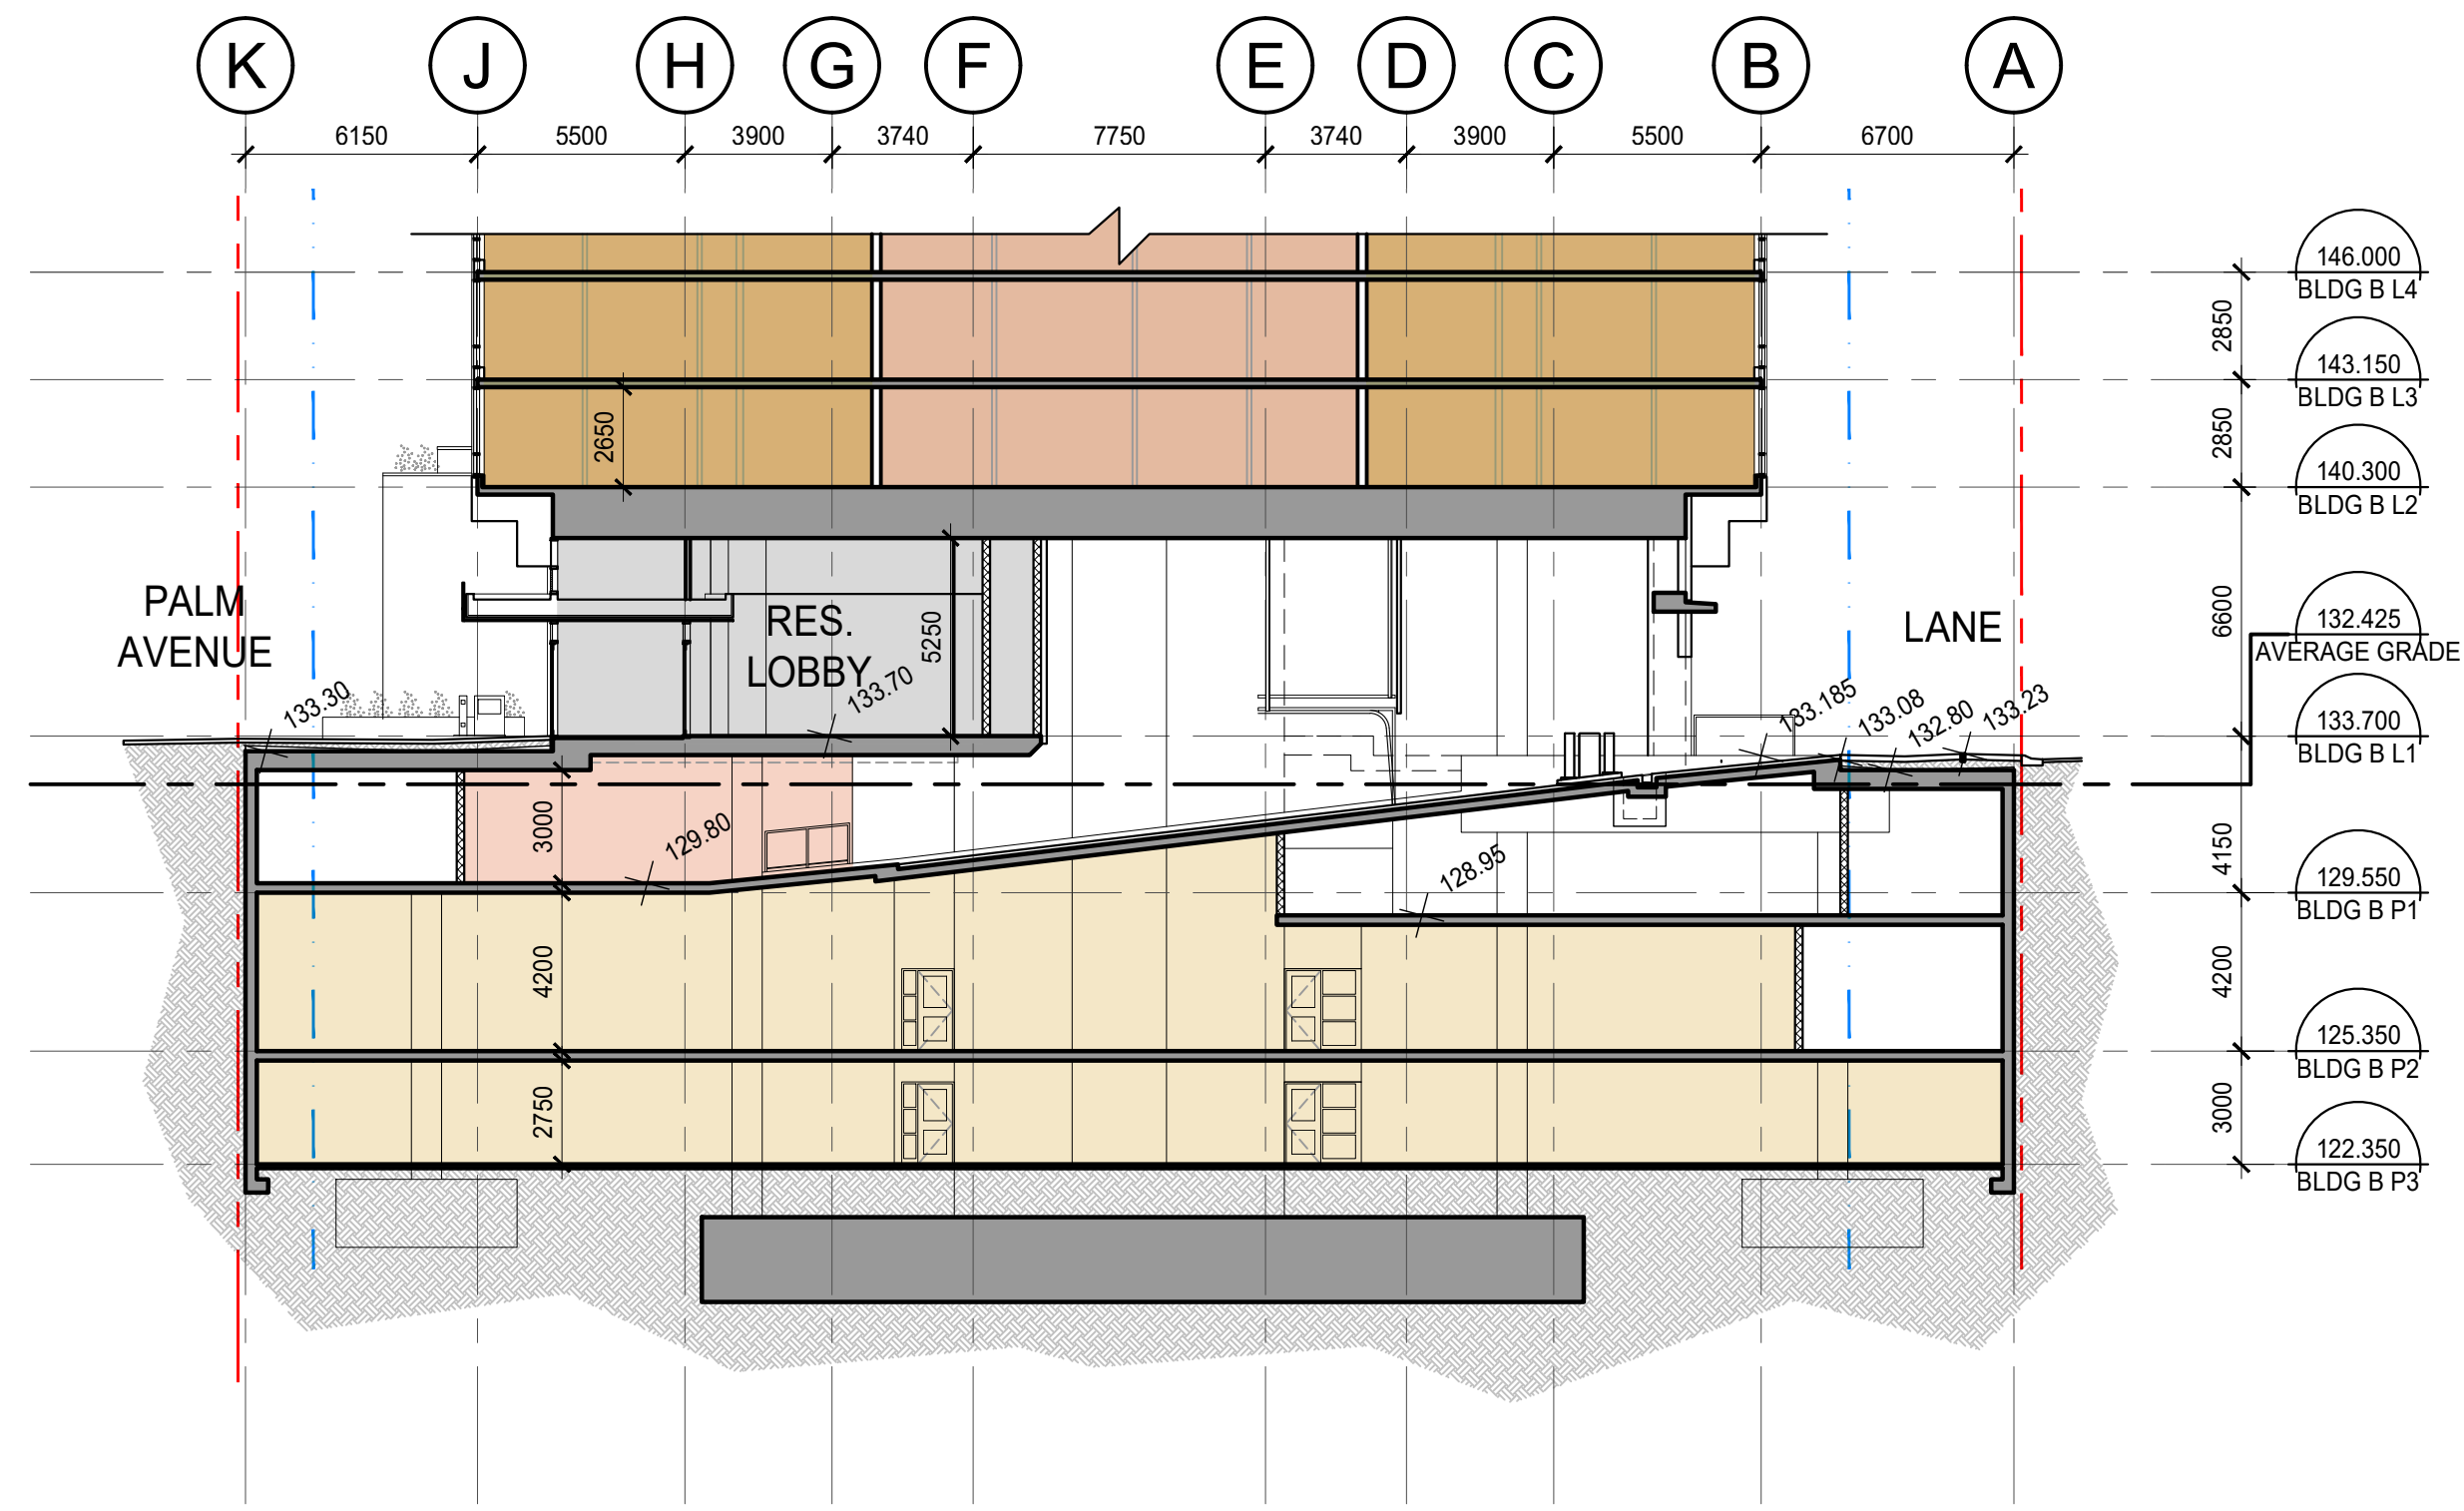 K J H G F E D C B A
6150 5500 3900 3740 7750 3740 3900 5500 6700
146.000
BLDG B L4
2850
143.150
BLDG B L3
2650
2850
140.300
BLDG B L2
PALM
AVENUE
RES.
LOBBY
5250
LANE
6600
132.425
AVERAGE GRADE
133.30
133.70
133.185
133.08
132.80
133.23
133.700
BLDG B L1
3000
129.80
128.95
4150
129.550
BLDG B P1
4200
4200
125.350
BLDG B P2
2750
3000
122.350
BLDG B P3